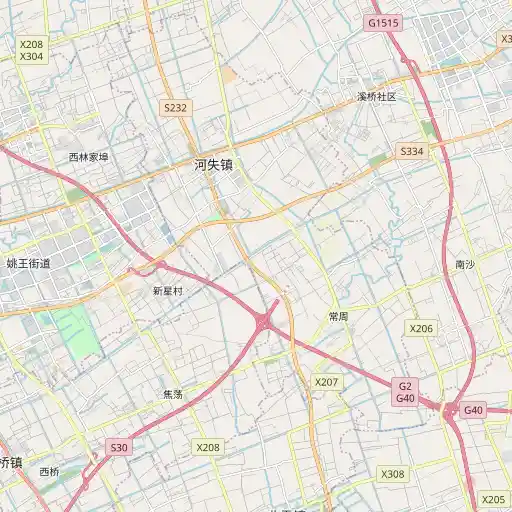 G1515
X208
X304
S232
溪桥社区
S334
西林家埠
河失镇
姚王街道
新星村
南沙
常周
X206
X207
G2
G40
G40
焦荡
S30
X208
桥镇
西桥
X308
X205